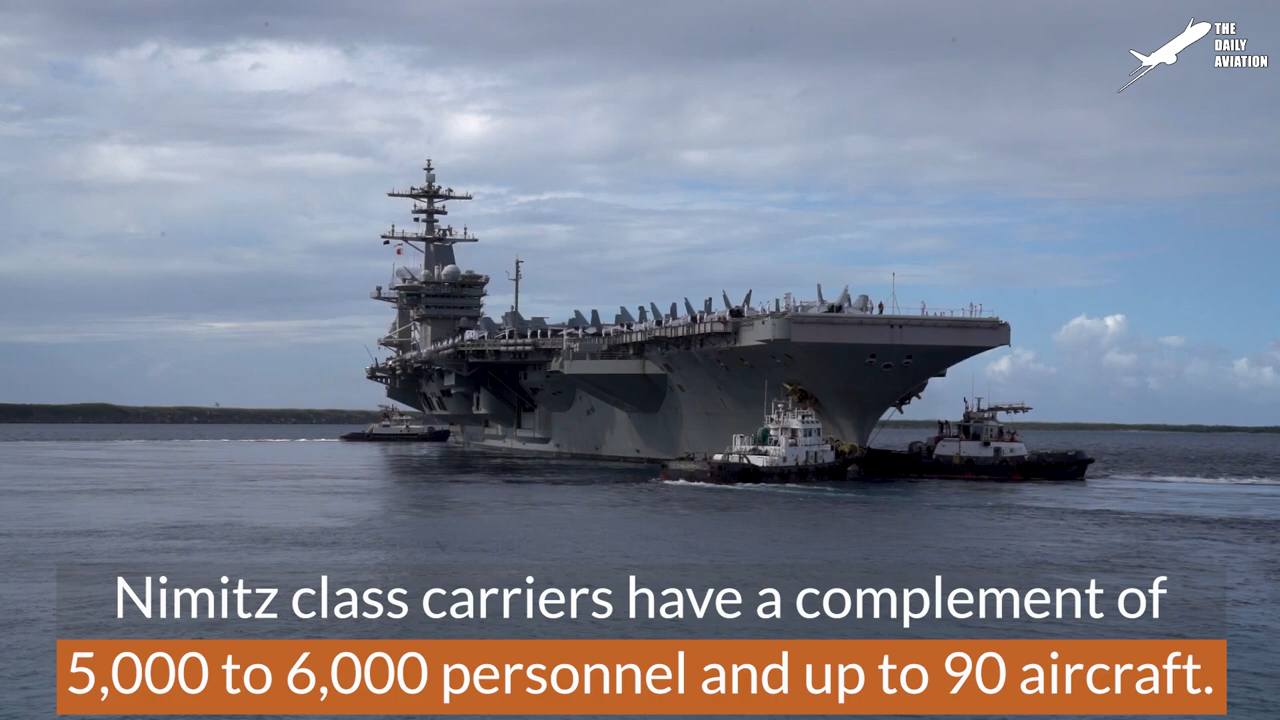 THE
DAILY
AVIATION
Nimitz class carriers have a complement of
5,000 to 6,000 personnel and up to 90 aircraft.